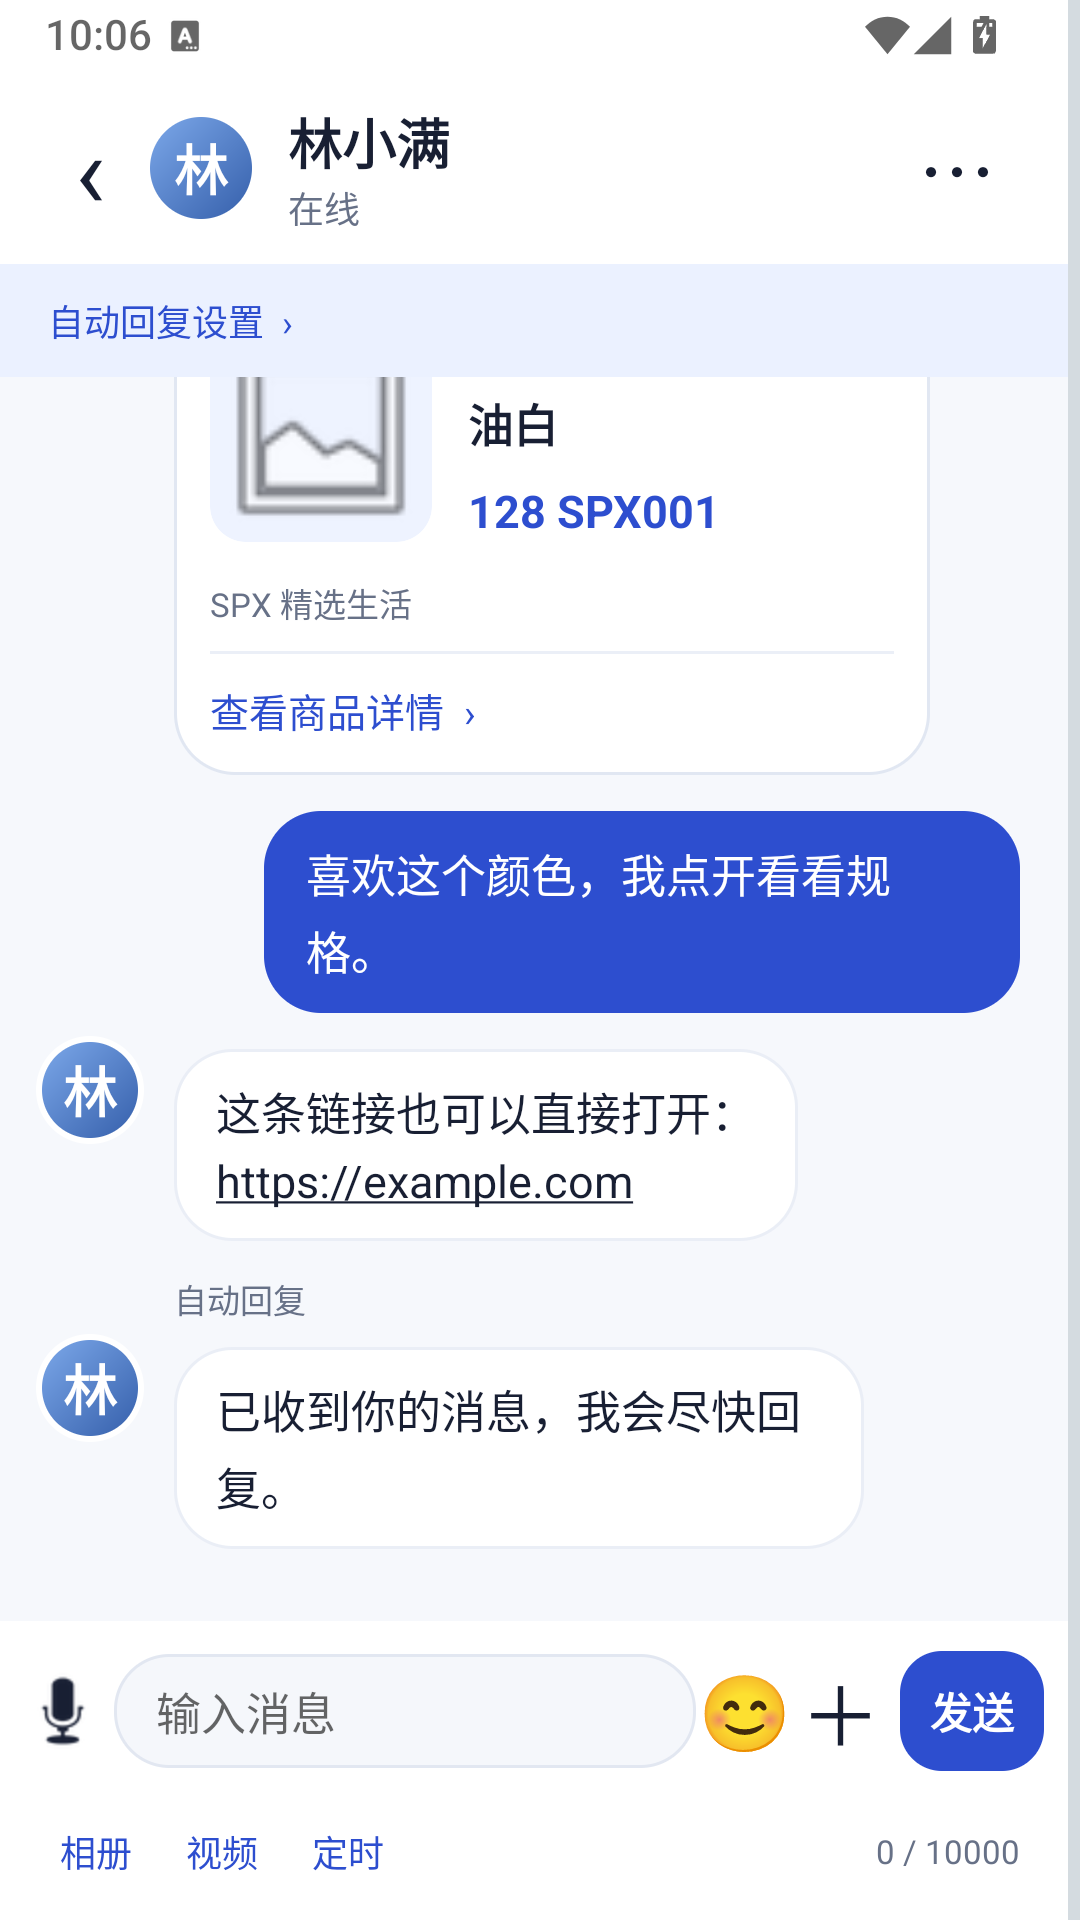 10:06
林
林小满
在线
自动回复设置 ›
油白
128 SPX001
SPX 精选生活
查看商品详情 ›
喜欢这个颜色，我点开看看规
格。
林
这条链接也可以直接打开：
https://example.com
自动回复
林
已收到你的消息，我会尽快回
复。
输入消息
发送
相册
视频
定时
0 / 10000